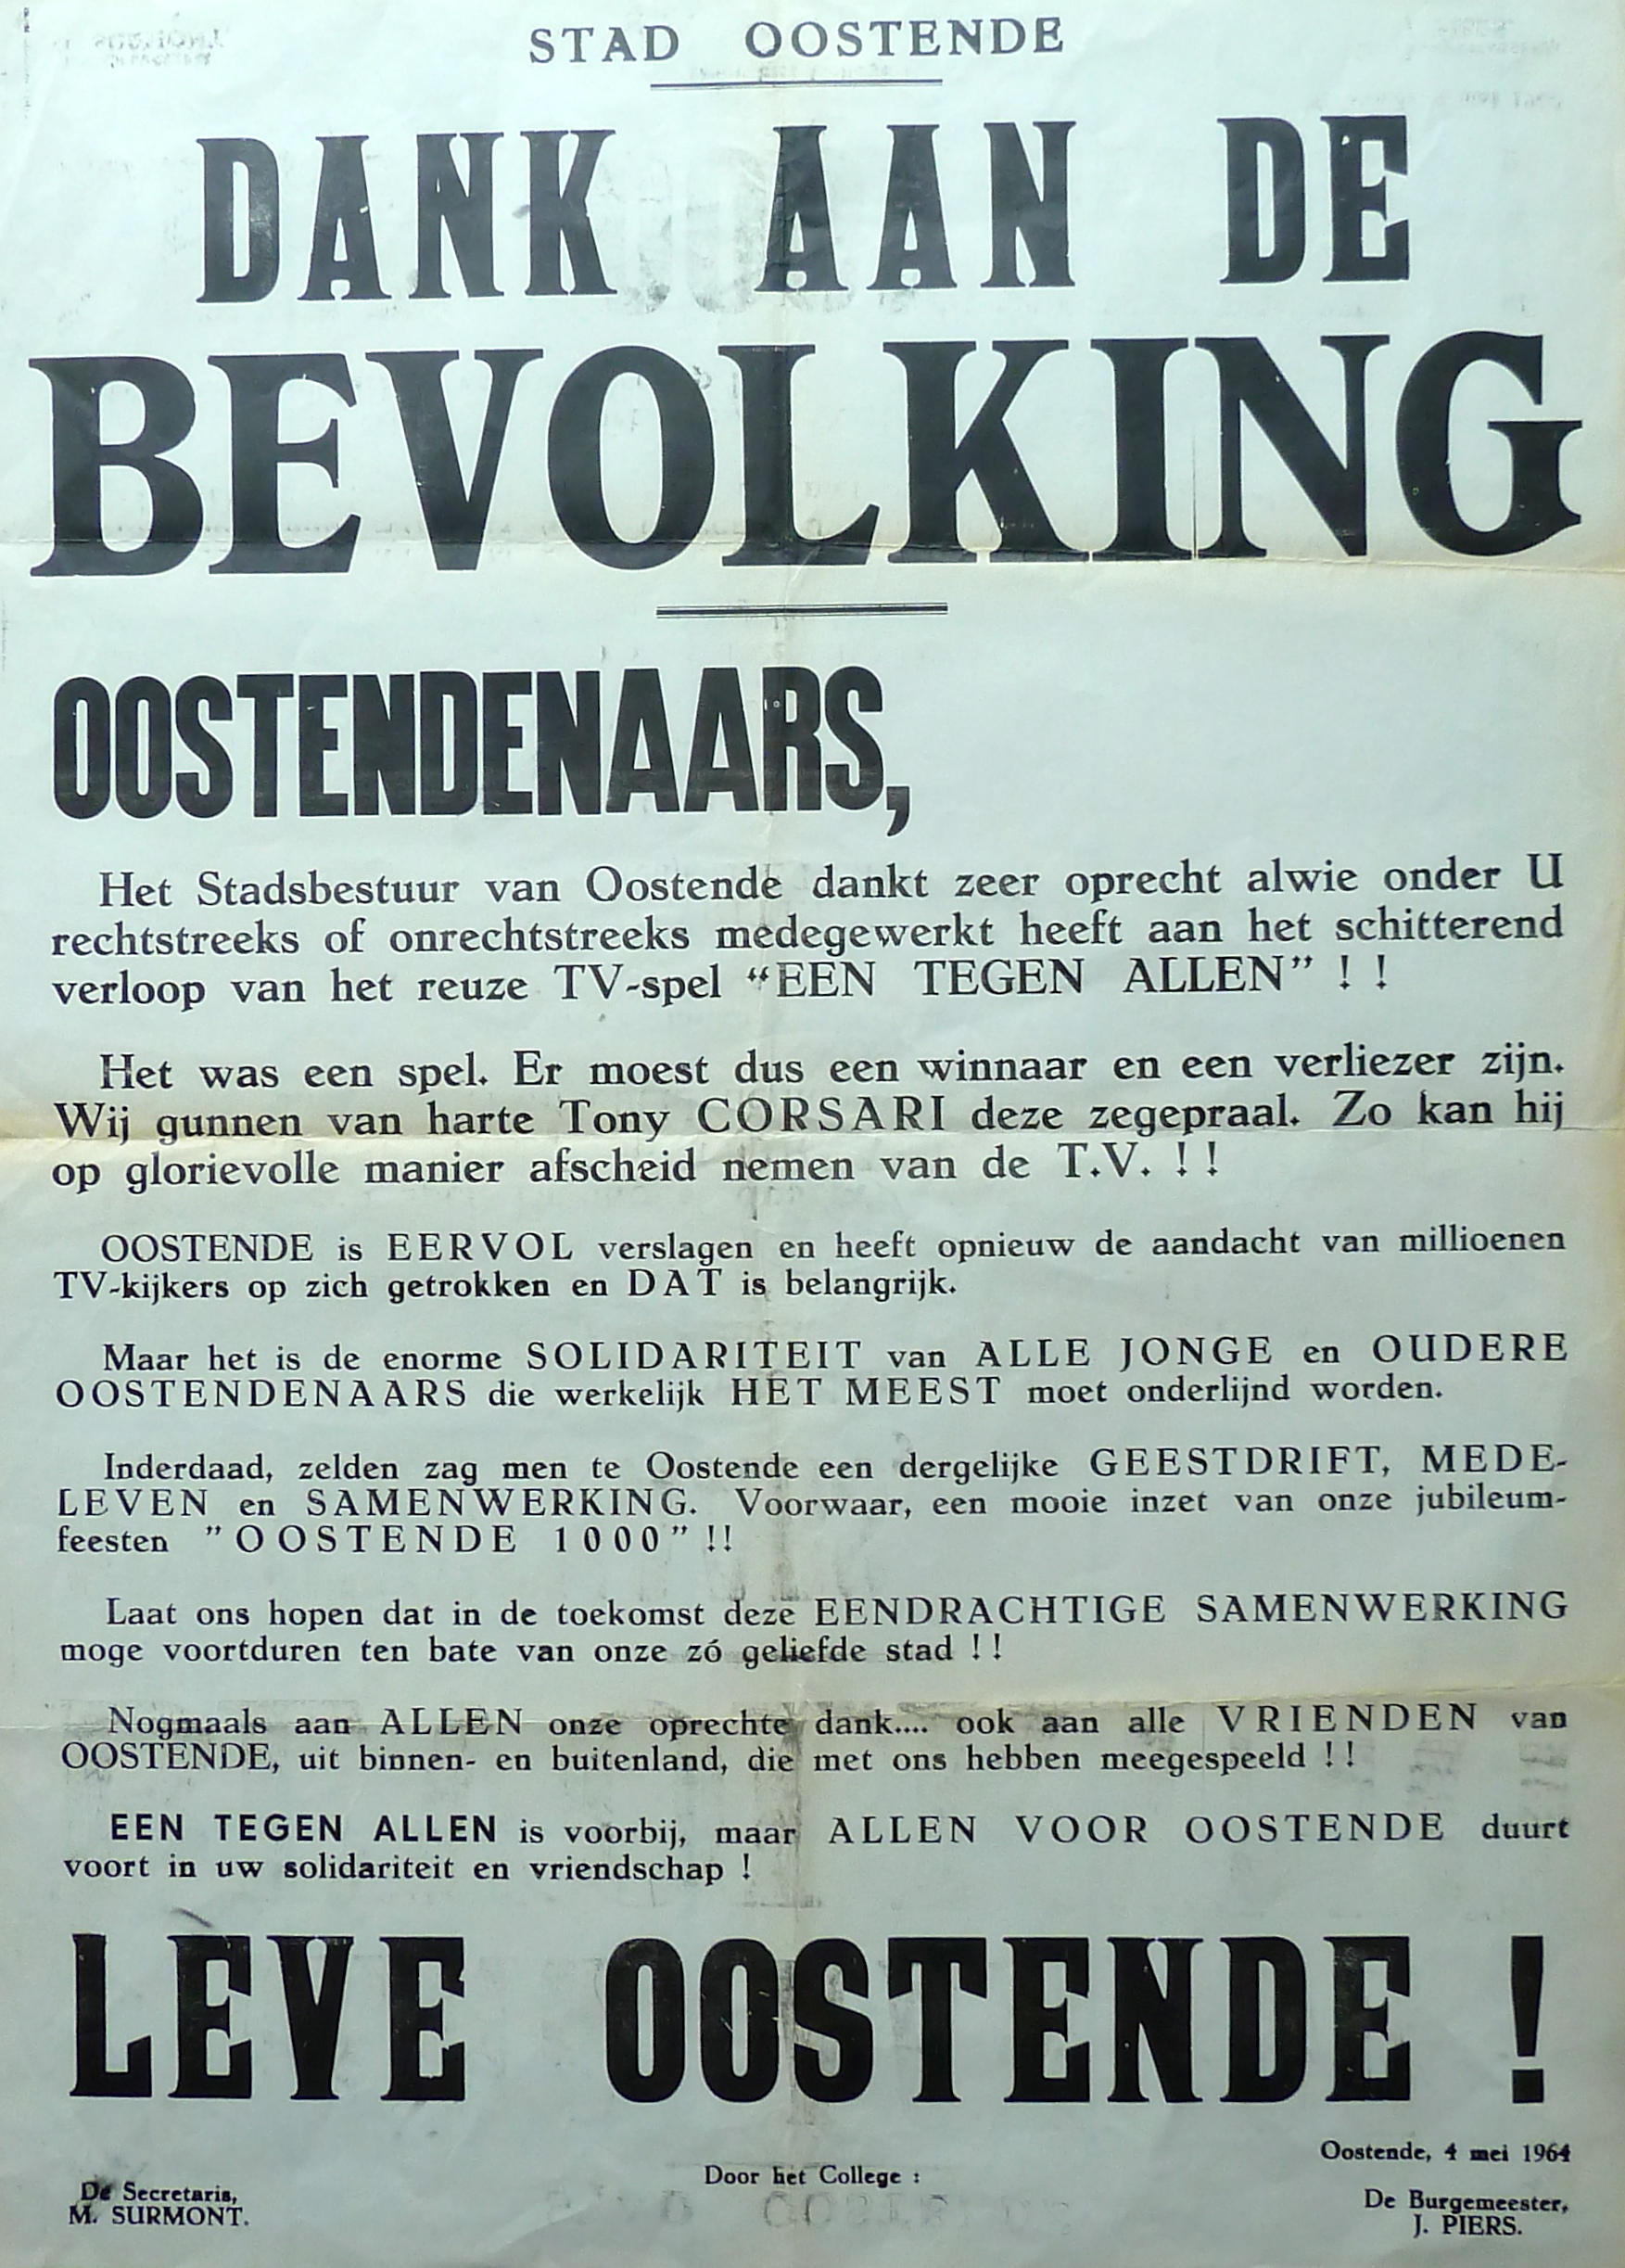 STAD OOSTENDE
DANK AAN DE
BEVOLKING
OOSTENDENAARS,
Het Stadsbestuur van Oostende dankt zeer oprecht alwie onder U
rechtstreeks of onrechtstreeks medegewerkt heeft aan het schitterend
verloop van het reuze TV-spel “EEN TEGEN ALLEN” ! !
Het was een spel. Er moest dus een winnaar en een verliezer zijn.
Wij gunnen van harte Tony CORSARI deze zegepraal. Zo kan hij
op glorievolle manier afscheid nemen van de T.V. ! !
OOSTENDE is EERVOL verslagen en heeft opnieuw de aandacht van millioenen
TV-kijkers op zich getrokken en DAT is belangrijk.
Maar het is de enorme SOLIDARITEIT van ALLE JONGE en OUDERE
OOSTENDENAARS die werkelijk HET MEEST moet onderlijnd worden.
Inderdaad, zelden zag men te Oostende een dergelijke GEESTDRIFT, MEDE-
LEVEN en SAMENWERKING. Voorwaar, een mooie inzet van onze jubileum-
feesten ”OOSTENDE 1000” !!
Laat ons hopen dat in de toekomst deze EENDRACHTIGE SAMENWERKING
moge voortduren ten bate van onze zó geliefde stad ! !
Nogmaals aan ALLEN onze oprechte dank.... ook aan alle VRIENDEN van
OOSTENDE, uit binnen- en buitenland, die met ons hebben meegespeeld ! !
EEN TEGEN ALLEN is voorbij, maar ALLEN VOOR OOSTENDE duurt
voort in uw solidariteit en vriendschap !
LEVE OOSTENDE !
Oostende, 4 mei 1964
Door het College :
De Secretaris,
M. SURMONT.
De Burgemeester,
J. PIERS.